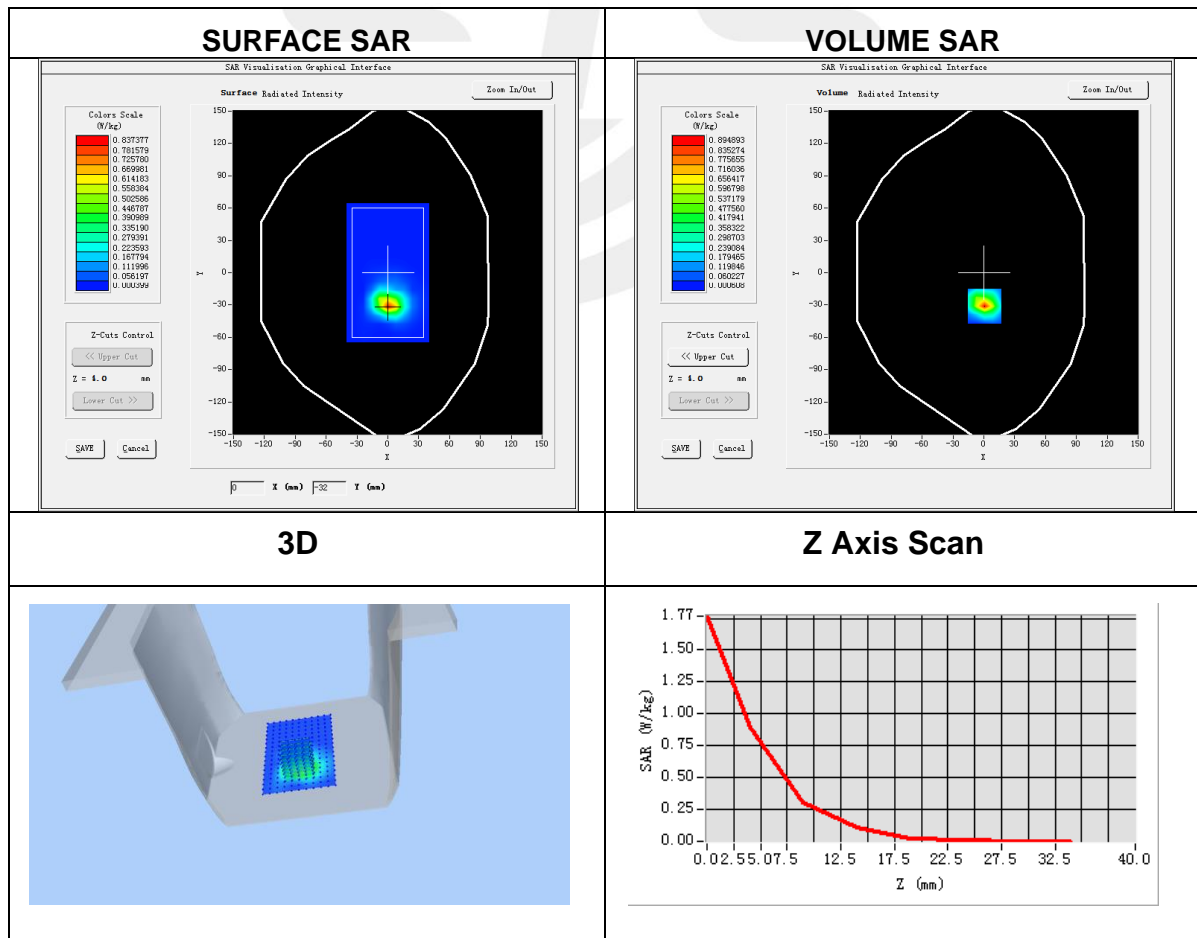 SURFACE SAR
SAR Visualisation Graphical Interface
Surface Radiated Intensity
Zoom In/Out
Colors Scale
(W/kg)
0.837377
0.781579
0.725780
0.669981
0.614183
0.558384
0.502586
0.446787
0.390989
0.335190
0.279391
0.223593
0.167794
0.111996
0.056197
0.000399
150
120
90
60
30
0
-30
-60
-90
-120
-150
Y
-150 -120 -90 -60 -30 0 30 60 90 120 150
X
Z-Cuts Control
<< Upper Cut
Z = 4.0 mm
Lower Cut >>
SAVE Cancel
0 X (mm) -32 Y (mm)
VOLUME SAR
SAR Visualisation Graphical Interface
Volume Radiated Intensity
Zoom In/Out
Colors Scale
(W/kg)
0.894893
0.835274
0.775655
0.716036
0.656417
0.596798
0.537179
0.477560
0.417941
0.358322
0.298703
0.239084
0.179465
0.119846
0.060227
0.000608
150
120
90
60
30
0
-30
-60
-90
-120
-150
Y
-150 -120 -90 -60 -30 0 30 60 90 120 150
X
Z-Cuts Control
<< Upper Cut
Z = 4.0 mm
Lower Cut >>
SAVE Cancel
3D
Z Axis Scan
1.77
1.50
1.25
1.00
0.75
0.50
0.25
0.00
SAR (W/kg)
0.0 2.5 5.0 7.5 12.5 17.5 22.5 27.5 32.5 40.0
Z (mm)